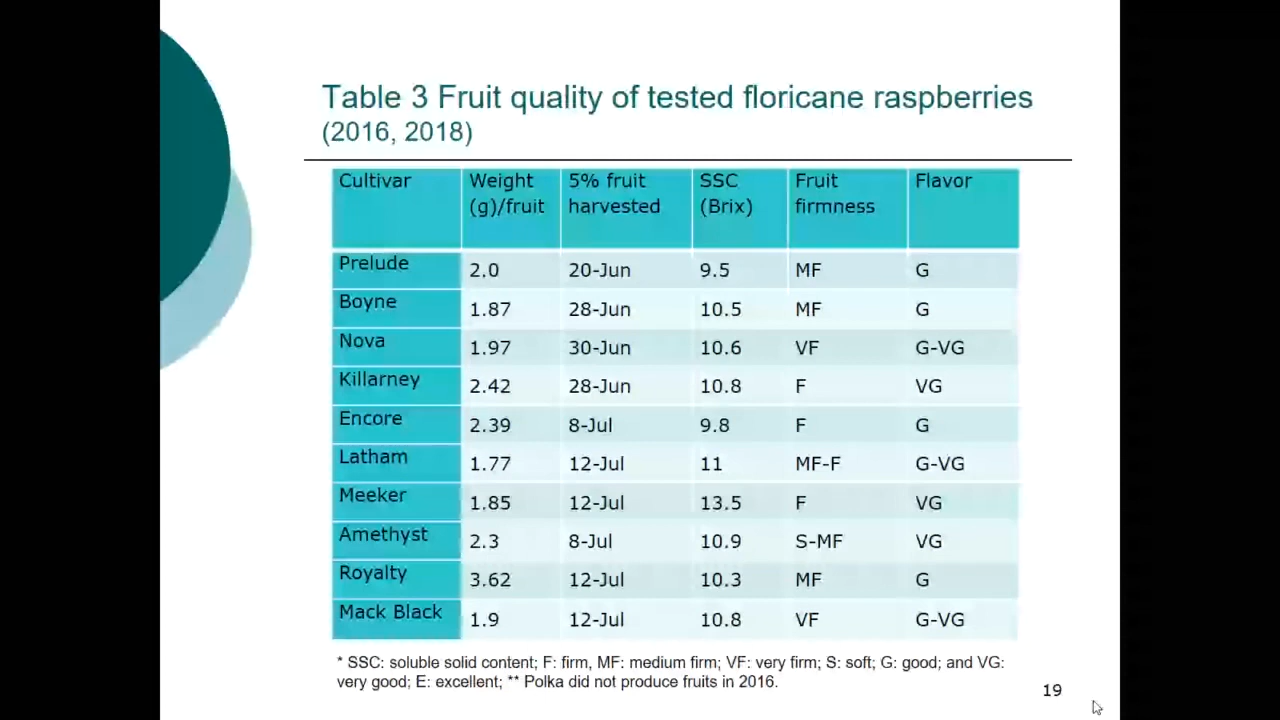 Table 3 Fruit quality of tested floricane raspberries
(2016, 2018)
Cultivar Weight (g)/fruit 5% fruit harvested SSC (Brix) Fruit firmness Flavor
Prelude 2.0 20-Jun 9.5 MF G
Boyne 1.87 28-Jun 10.5 MF G
Nova 1.97 30-Jun 10.6 VF G-VG
Killarney 2.42 28-Jun 10.8 F VG
Encore 2.39 8-Jul 9.8 F G
Latham 1.77 12-Jul 11 MF-F G-VG
Meeker 1.85 12-Jul 13.5 F VG
Amethyst 2.3 8-Jul 10.9 S-MF VG
Royalty 3.62 12-Jul 10.3 MF G
Mack Black 1.9 12-Jul 10.8 VF G-VG
* SSC: soluble solid content; F: firm, MF: medium firm; VF: very firm; S: soft; G: good; and VG:
very good; E: excellent; ** Polka did not produce fruits in 2016.
19